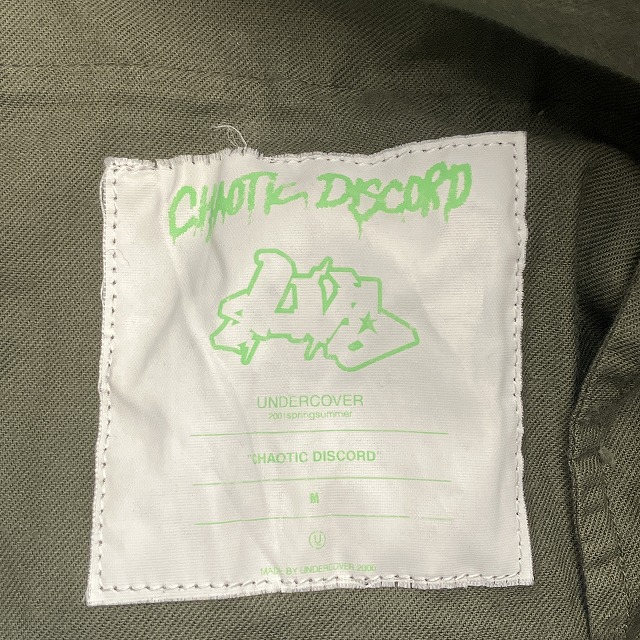 CHAOTIC DISCORD
UNDERCOVER
2001springsummer
"CHAOTIC DISCORD"
M
U
MADE BY UNDERCOVER 2000